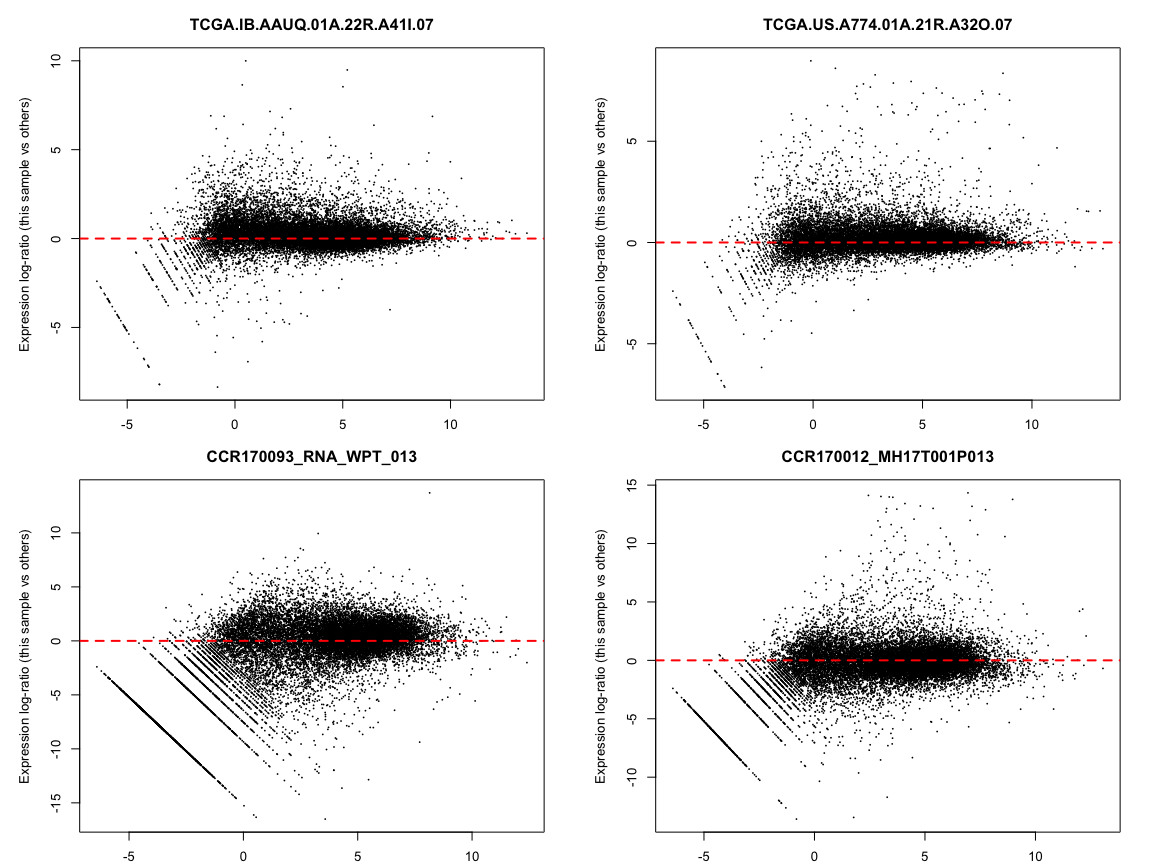 TCGA.IB.AAUQ.01A.22R.A41I.07
Expression log-ratio (this sample vs others)
10
5
0
-5
-5 0 5 10
TCGA.US.A774.01A.21R.A32O.07
Expression log-ratio (this sample vs others)
5
0
-5
-5 0 5 10
CCR170093_RNA_WPT_013
Expression log-ratio (this sample vs others)
10
5
0
-5
-10
-15
-5 0 5 10
CCR170012_MH17T001P013
Expression log-ratio (this sample vs others)
15
10
5
0
-5
-10
-5 0 5 10